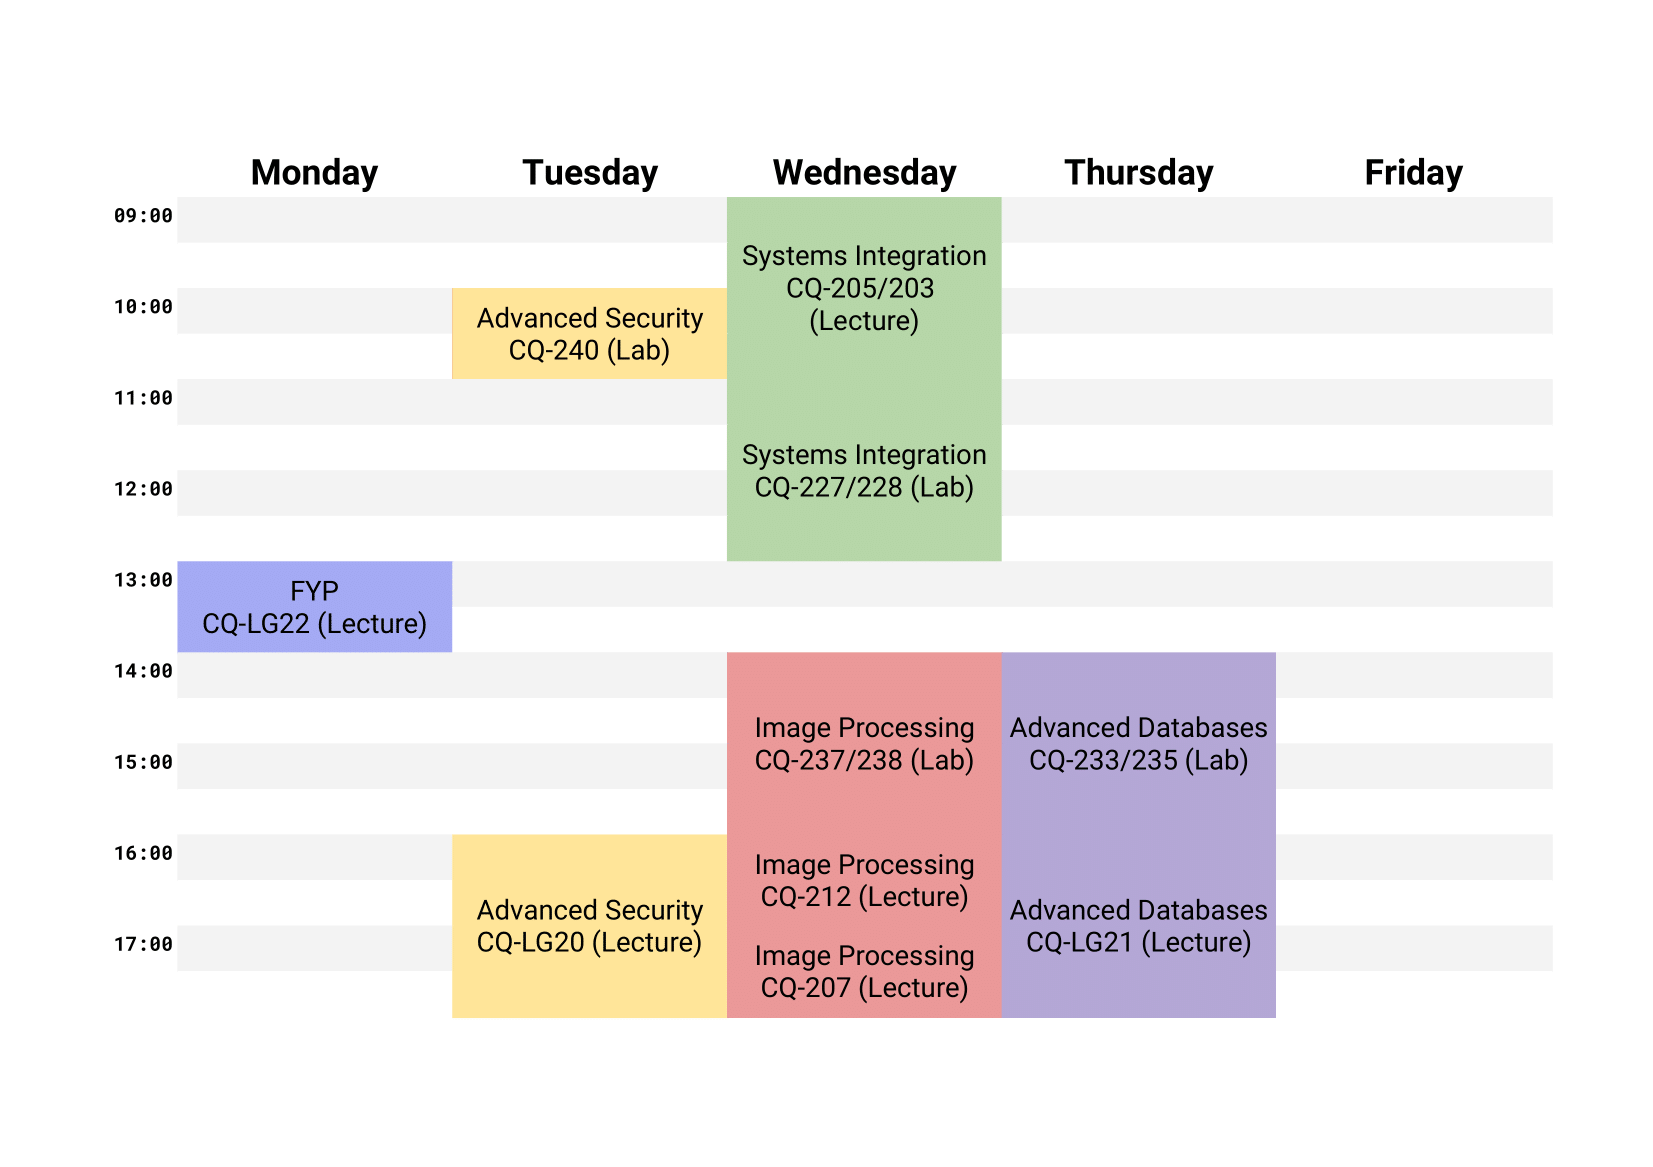 Monday Tuesday Wednesday Thursday Friday
09:00
Systems Integration
CQ-205/203
(Lecture)
10:00
Advanced Security
CQ-240 (Lab)
11:00
Systems Integration
CQ-227/228 (Lab)
12:00
13:00
FYP
CQ-LG22 (Lecture)
14:00
Image Processing
CQ-237/238 (Lab)
Advanced Databases
CQ-233/235 (Lab)
15:00
16:00
Advanced Security
CQ-LG20 (Lecture)
Image Processing
CQ-212 (Lecture)
Advanced Databases
CQ-LG21 (Lecture)
17:00
Image Processing
CQ-207 (Lecture)